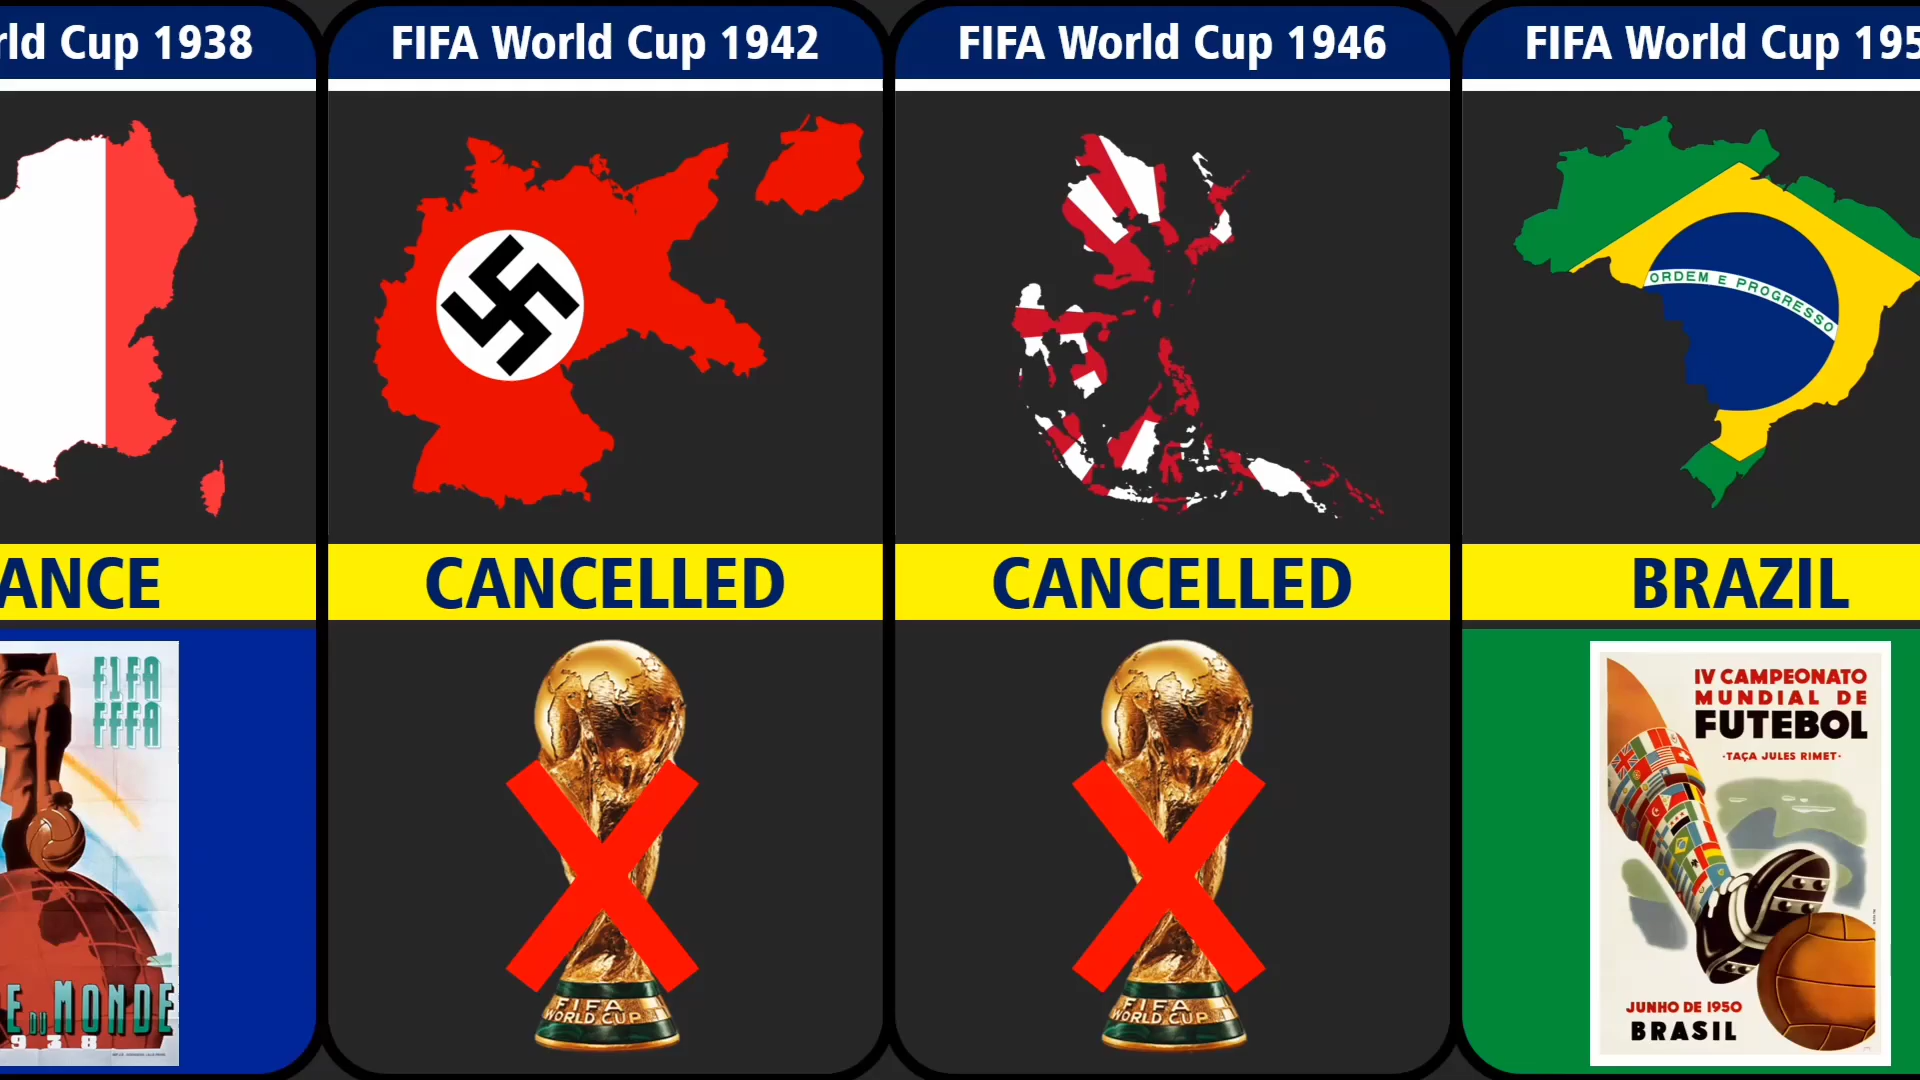 rld Cup 1938
ANCE
FIFA
FFFA
E DU MONDE
1938
FIFA World Cup 1942
CANCELLED
FIFA
WORLD CUP
FIFA World Cup 1946
CANCELLED
FIFA
WORLD CUP
FIFA World Cup 195
ORDEM E PROGRESSO
BRAZIL
IV CAMPEONATO
MUNDIAL DE
FUTEBOL
·TAÇA JULES RIMET·
JUNHO DE 1950
BRASIL